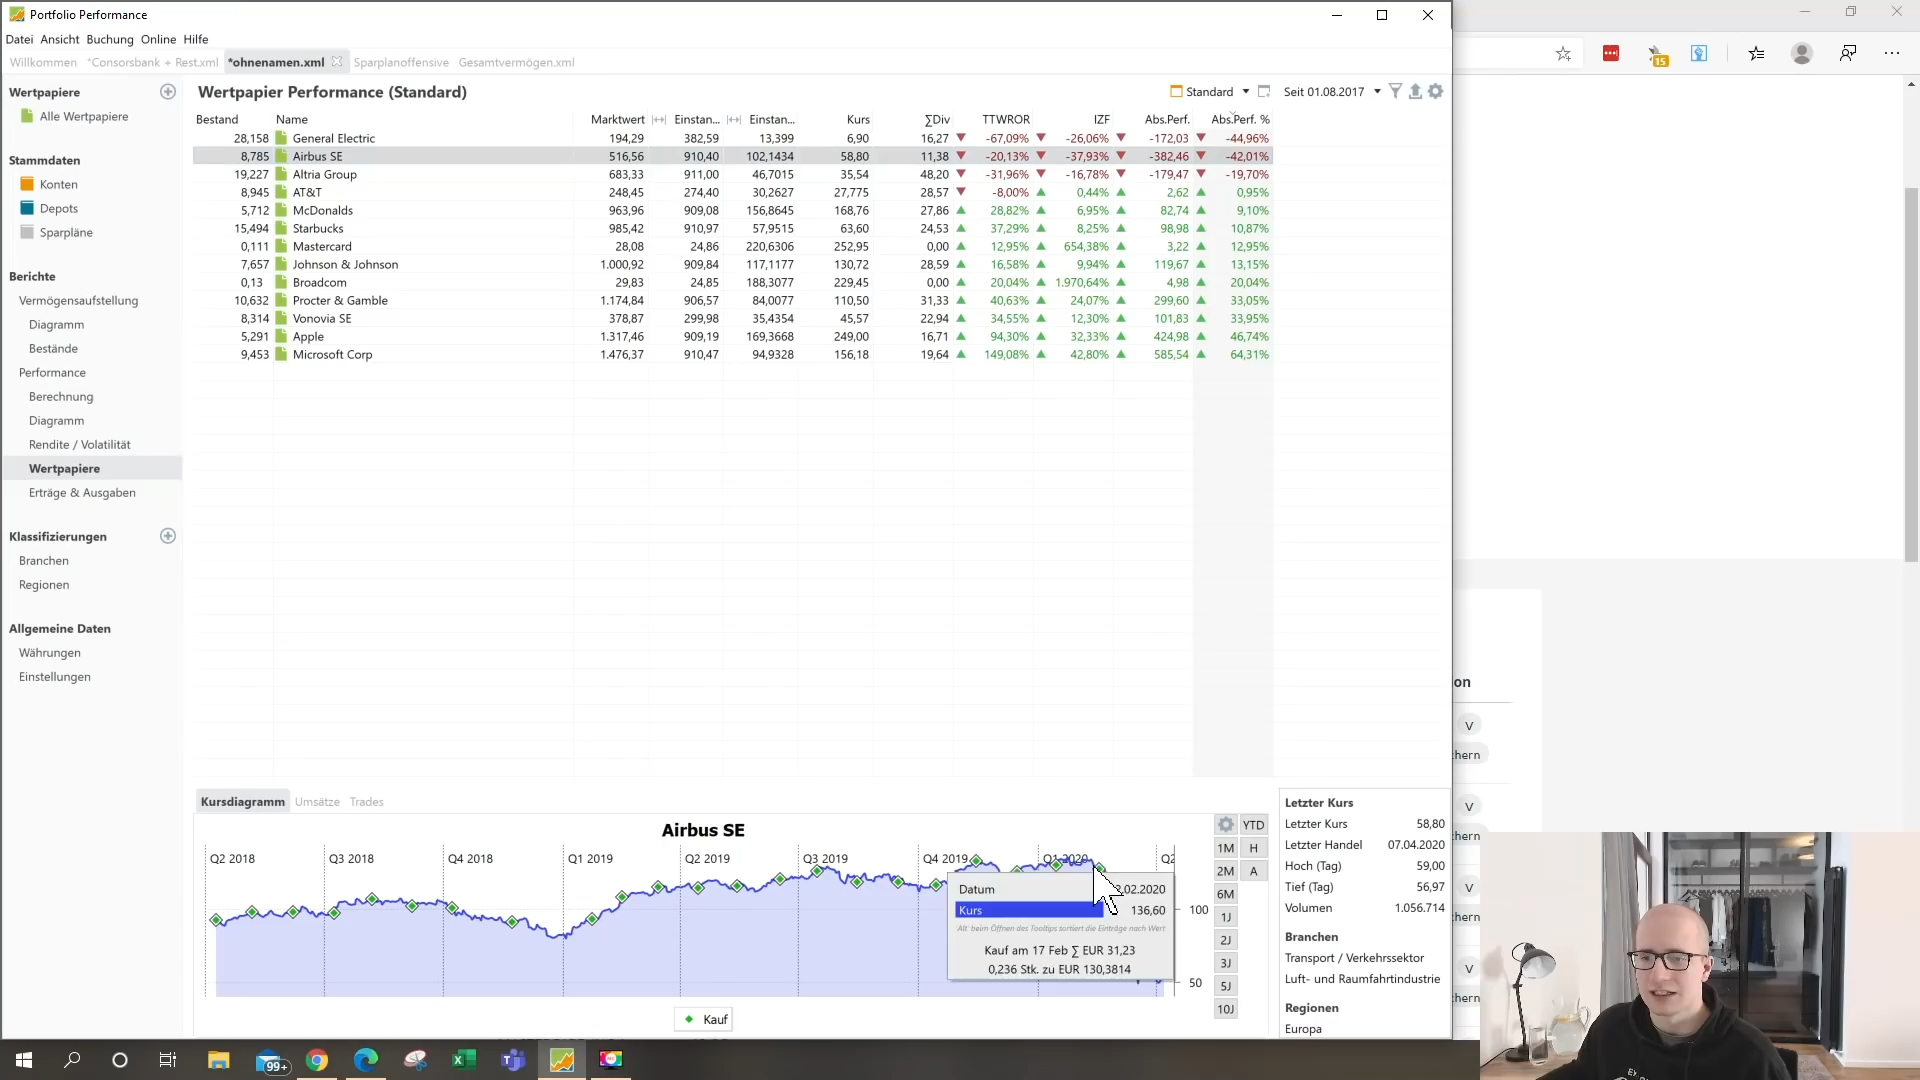 Portfolio Performance
Datei Ansicht Buchung Online Hilfe
Willkommen *Consorsbank + Rest.xml *ohnenamen.xml Sparplanoffensive Gesamtvermögen.xml
Wertpapiere
Alle Wertpapiere
Stammdaten
Konten
Depots
Sparpläne
Berichte
Vermögensaufstellung
Diagramm
Bestände
Performance
Berechnung
Diagramm
Rendite / Volatilität
Wertpapiere
Erträge & Ausgaben
Klassifizierungen
Branchen
Regionen
Allgemeine Daten
Währungen
Einstellungen
Wertpapier Performance (Standard)
Standard Seit 01.08.2017
Bestand Name Marktwert Einstan... Einstan... Kurs ∑Div TTWROR IZF Abs.Perf. Abs.Perf. %
28,158 General Electric 194,29 382,59 13,399 6,90 16,27 -67,09% -26,06% -172,03 -44,96%
8,785 Airbus SE 516,56 910,40 102,1434 58,80 11,38 -20,13% -37,93% -382,46 -42,01%
19,227 Altria Group 683,33 911,00 46,7015 35,54 48,20 -31,96% -16,78% -179,47 -19,70%
8,945 AT&T 248,45 274,40 30,2627 27,775 28,57 -8,00% 0,44% 2,62 0,95%
5,712 McDonalds 963,96 909,08 156,8645 168,76 27,86 28,82% 6,95% 82,74 9,10%
15,494 Starbucks 985,42 910,97 57,9515 63,60 24,53 37,29% 8,25% 98,98 10,87%
0,111 Mastercard 28,08 24,86 220,6306 252,95 0,00 12,95% 654,38% 3,22 12,95%
7,657 Johnson & Johnson 1.000,92 909,84 117,1177 130,72 28,59 16,58% 9,94% 119,67 13,15%
0,13 Broadcom 29,83 24,85 188,3077 229,45 0,00 20,04% 1.970,64% 4,98 20,04%
10,632 Procter & Gamble 1.174,84 906,57 84,0077 110,50 31,33 40,63% 24,07% 299,60 33,05%
8,314 Vonovia SE 378,87 299,98 35,4354 45,57 22,94 34,55% 12,30% 101,83 33,95%
5,291 Apple 1.317,46 909,19 169,3668 249,00 16,71 94,30% 32,33% 424,98 46,74%
9,453 Microsoft Corp 1.476,37 910,47 94,9328 156,18 19,64 149,08% 42,80% 585,54 64,31%
Kursdiagramm Umsätze Trades
Airbus SE
Q2 2018 Q3 2018 Q4 2018 Q1 2019 Q2 2019 Q3 2019 Q4 2019 Q1 2020 Q2
100
50
Datum 2.02.2020
Kurs 136,60
Alt' beim Öffnen des Tooltips sortiert die Einträge nach Wert
Kauf am 17 Feb ∑ EUR 31,23
0,236 Stk. zu EUR 130,3814
Kauf
YTD
1M H
2M A
6M
1J
2J
3J
5J
10J
Letzter Kurs
Letzter Kurs 58,80
Letzter Handel 07.04.2020
Hoch (Tag) 59,00
Tief (Tag) 56,97
Volumen 1.056.714
Branchen
Transport / Verkehrssektor
Luft- und Raumfahrtindustrie
Regionen
Europa
15
on
V
chern
V
chern
V
chern
V
chern
99+